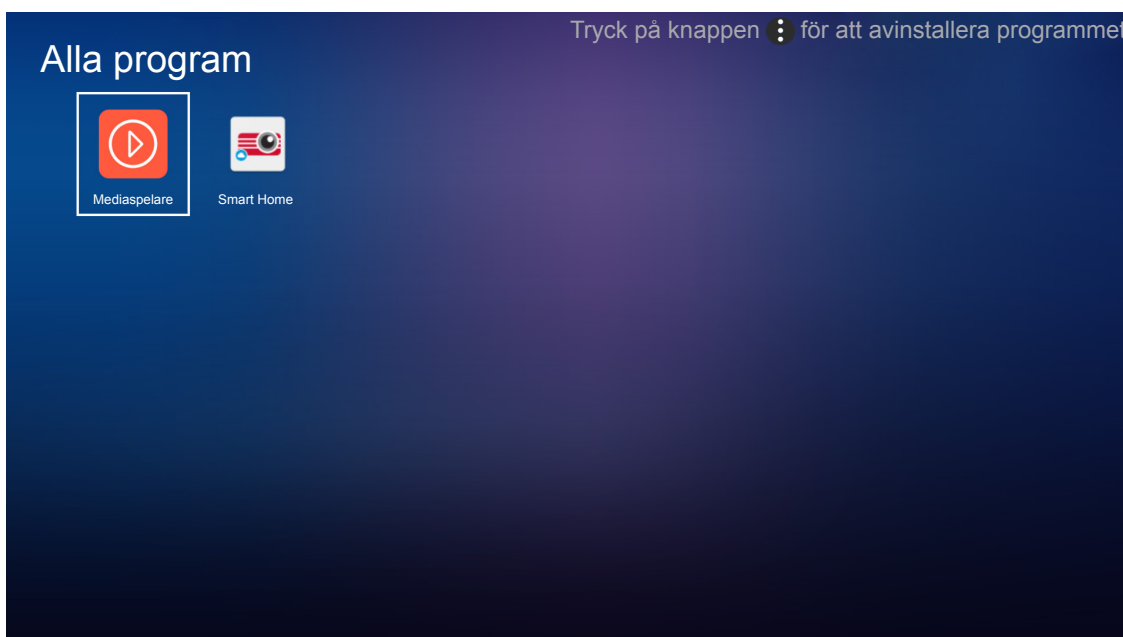 Tryck på knappen för att avinstallera programmet
Alla program
Mediaspelare
Smart Home